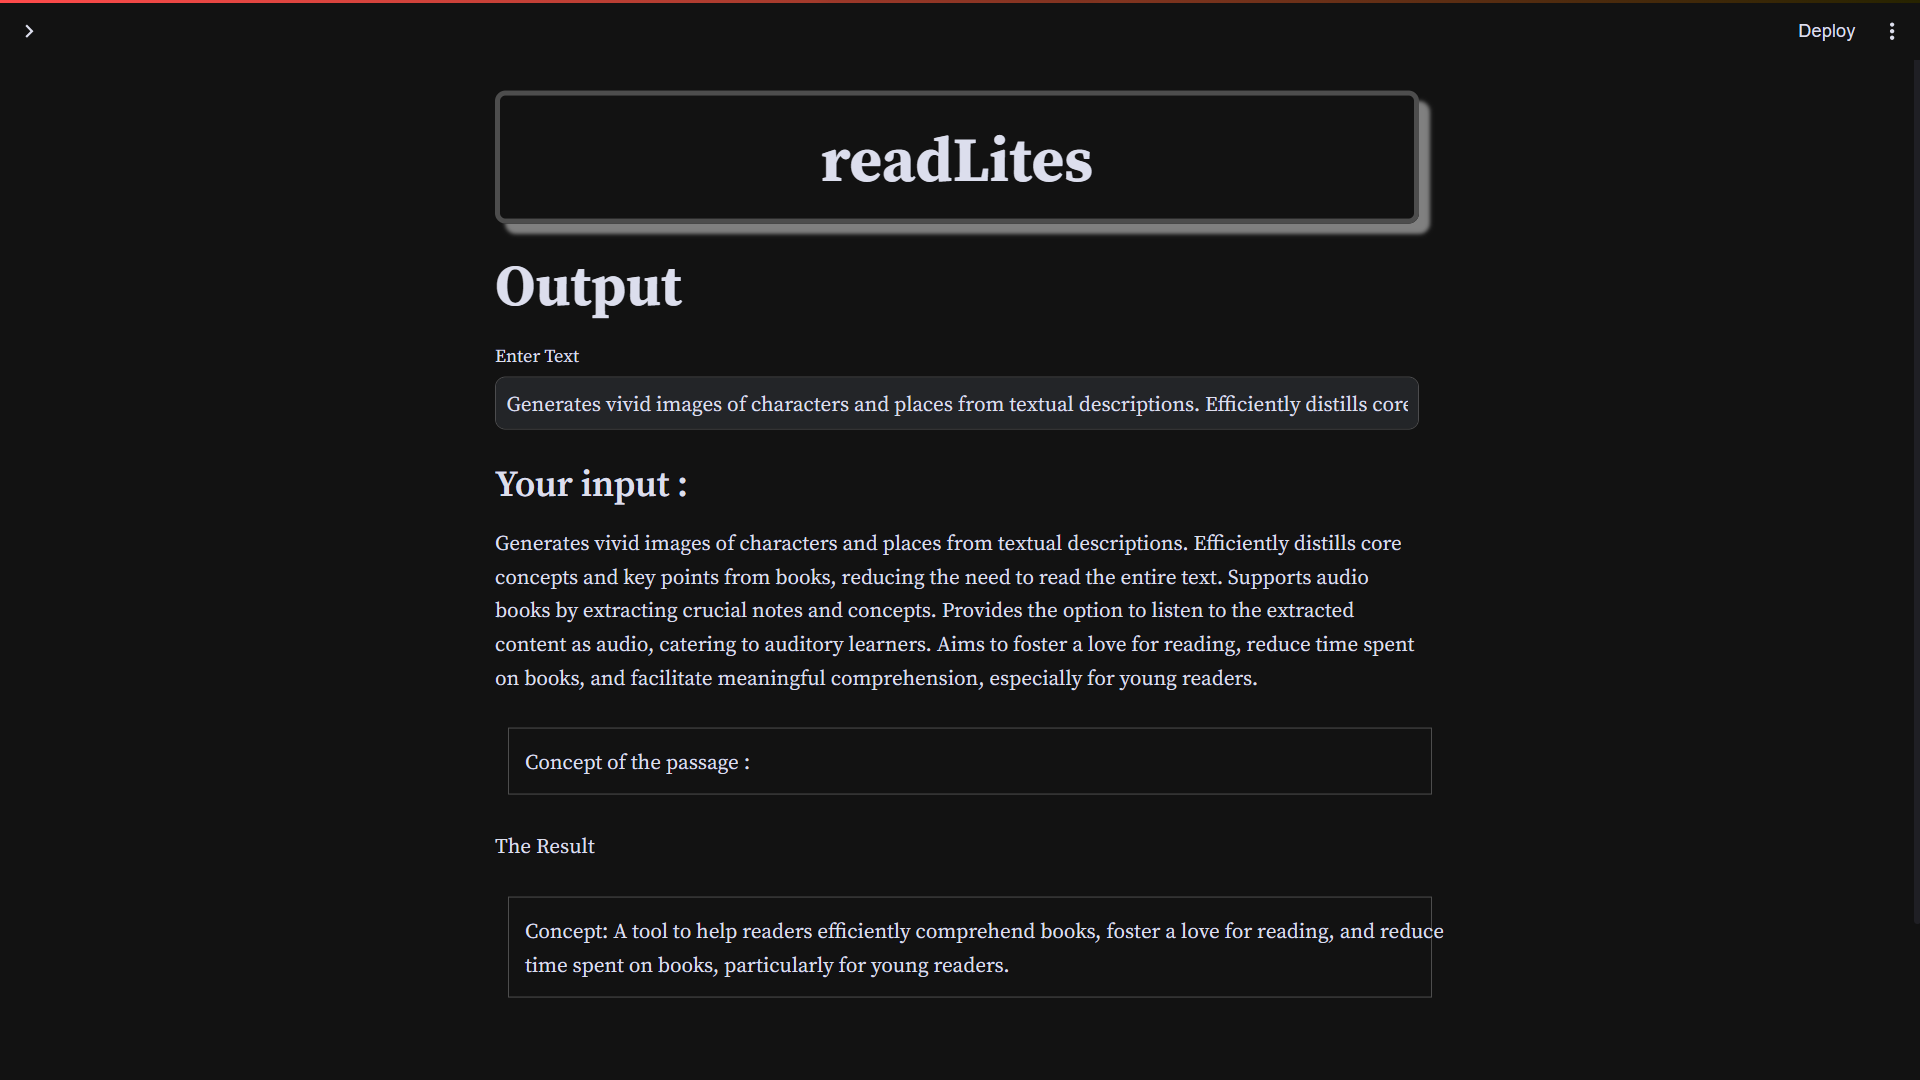 Deploy
readLites
Output
Enter Text
Generates vivid images of characters and places from textual descriptions. Efficiently distills core
Your input :
Generates vivid images of characters and places from textual descriptions. Efficiently distills core
concepts and key points from books, reducing the need to read the entire text. Supports audio
books by extracting crucial notes and concepts. Provides the option to listen to the extracted
content as audio, catering to auditory learners. Aims to foster a love for reading, reduce time spent
on books, and facilitate meaningful comprehension, especially for young readers.
Concept of the passage :
The Result
Concept: A tool to help readers efficiently comprehend books, foster a love for reading, and reduce
time spent on books, particularly for young readers.